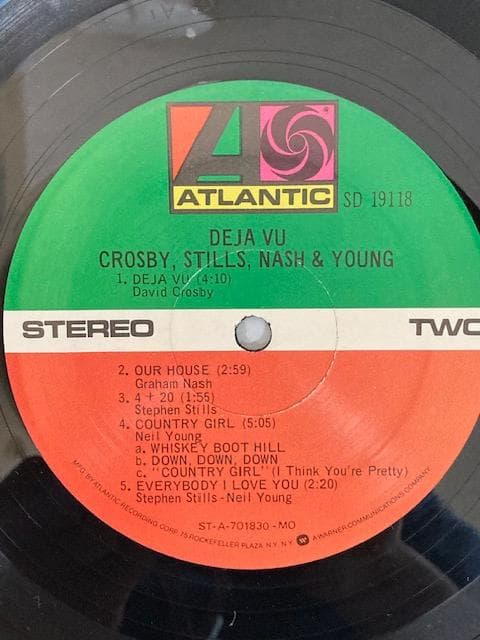 ATLANTIC
SD 19118
DEJA VU
CROSBY, STILLS, NASH & YOUNG
1. DEJA VU (4:10)
David Crosby
STEREO TWO
2. OUR HOUSE (2:59)
Graham Nash
3. 4 + 20 (1:55)
Stephen Stills
4. COUNTRY GIRL (5:05)
Neil Young
a. WHISKEY BOOT HILL
b. DOWN, DOWN, DOWN
c. "COUNTRY GIRL" (I Think You're Pretty)
5. EVERYBODY I LOVE YOU (2:20)
Stephen Stills-Neil Young
ST-A-701830-MO
MFG BY ATLANTIC RECORDING CORP. 75 ROCKEFELLER PLAZA, N.Y. N.Y. A WARNER COMMUNICATIONS COMPANY